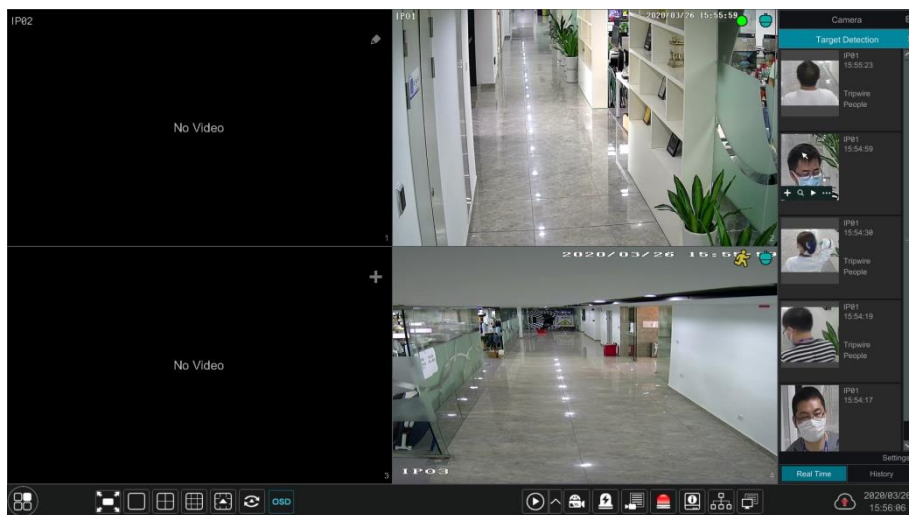 IP02
No Video
1
IP01
2020/03/26 15:55:59
No Video
3
2020/03/26 15:55:59
IP03
Camera
Target Detection
IP01
15:55:23
Tripwire
People
IP01
15:54:59
IP01
15:54:30
Tripwire
People
IP01
15:54:19
Tripwire
People
IP01
15:54:17
Settings
Real Time
History
OSD
2020/03/26
15:56:06